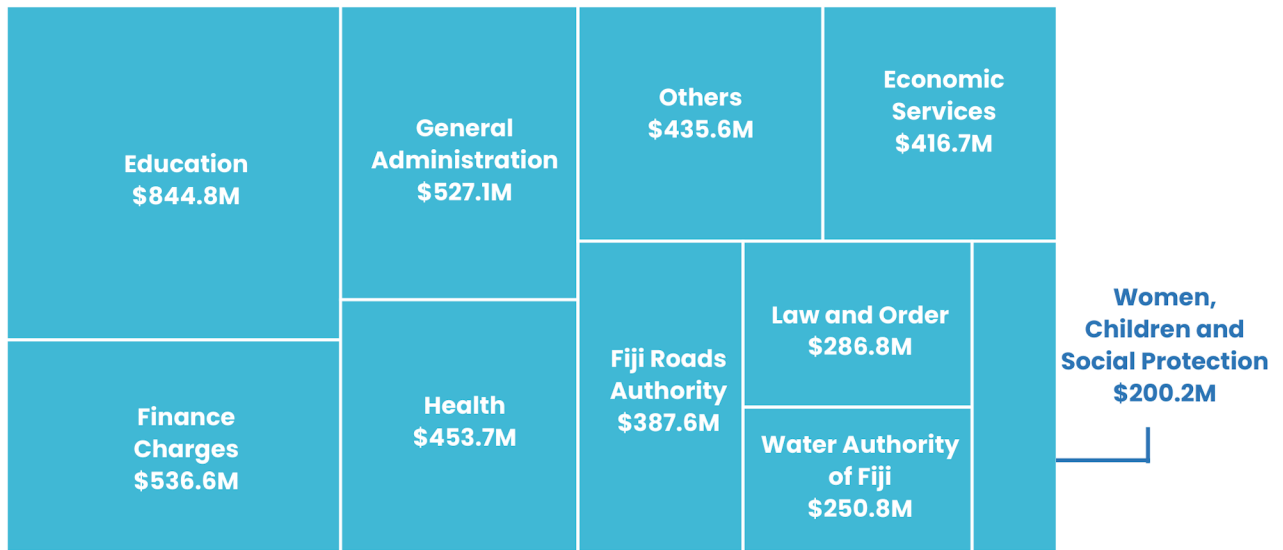 Education
$844.8M
Finance
Charges
$536.6M
General
Administration
$527.1M
Health
$453.7M
Others
$435.6M
Economic
Services
$416.7M
Fiji Roads
Authority
$387.6M
Law and Order
$286.8M
Water Authority
of Fiji
$250.8M
Women,
Children and
Social Protection
$200.2M